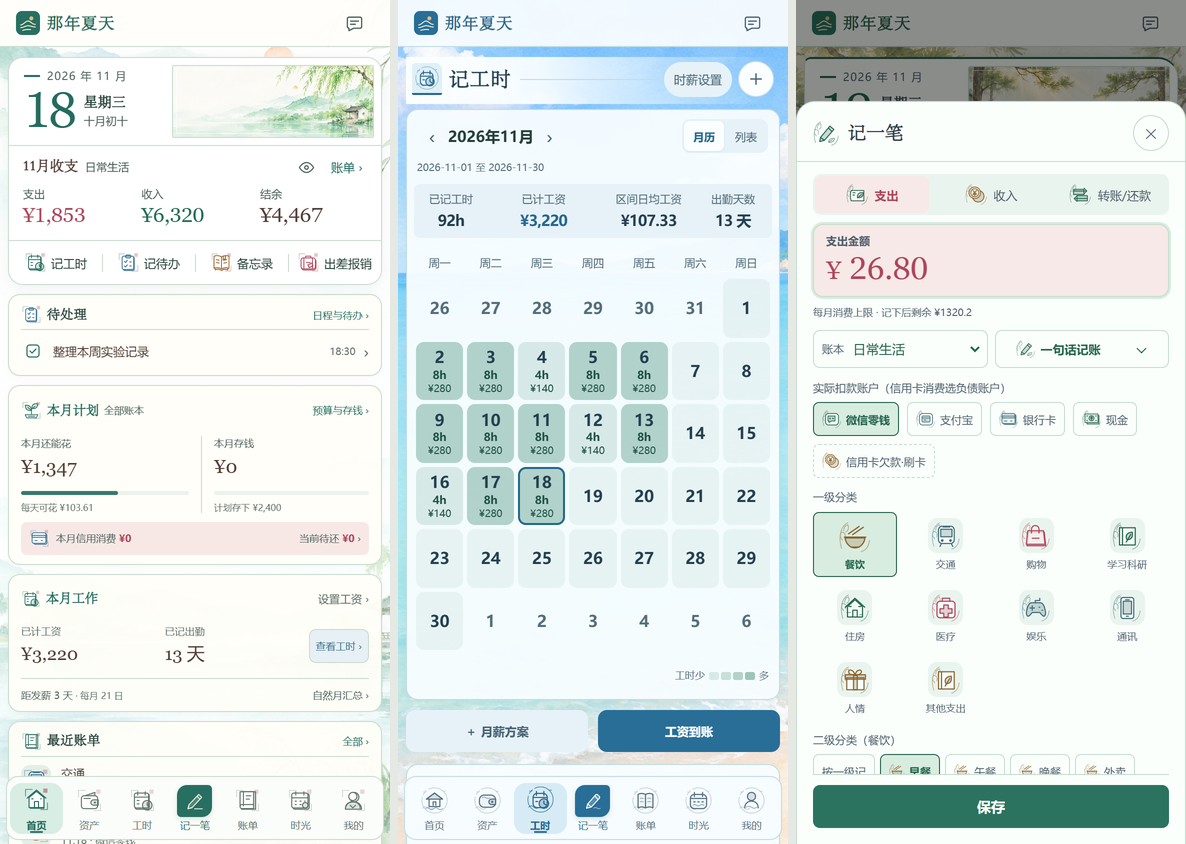 那年夏天
2026 年 11 月
18 星期三
十月初十
11月收支 日常生活 账单 ›
支出 收入 结余
¥1,853 ¥6,320 ¥4,467
记工时 记待办 备忘录 出差报销
待处理 日程与待办 ›
整理本周实验记录 18:30 ›
本月计划 全部账本 预算与存钱 ›
本月还能花 本月存钱
¥1,347 ¥0
每天可花 ¥103.61 计划存下 ¥2,400
本月信用消费 ¥0 当前待还 ¥0 ›
本月工作 设置工资 ›
已计工资 已记出勤
¥3,220 13 天 查看工时 ›
距发薪 3 天 · 每月 21 日 自然月汇总 ›
最近账单 全部 ›
交通
首页 资产 工时 记一笔 账单 时光 我的
那年夏天
记工时 时薪设置 +
‹ 2026年11月 › 月历 列表
2026-11-01 至 2026-11-30
已记工时 已计工资 区间日均工资 出勤天数
92h ¥3,220 ¥107.33 13 天
周一 周二 周三 周四 周五 周六 周日
26 27 28 29 30 31 1
2 3 4 5 6 7 8
8h 8h 4h 8h 8h
¥280 ¥280 ¥140 ¥280 ¥280
9 10 11 12 13 14 15
8h 8h 8h 4h 8h
¥280 ¥280 ¥280 ¥140 ¥280
16 17 18 19 20 21 22
4h 8h 8h
¥140 ¥280 ¥280
23 24 25 26 27 28 29
30 1 2 3 4 5 6
工时少 多
+ 月薪方案 工资到账
首页 资产 工时 记一笔 账单 时光 我的
那年夏天
2026 年 11 月
星期三
记一笔 ×
支出 收入 转账/还款
支出金额
¥ 26.80
每月消费上限 · 记下后剩余 ¥1320.2
账本 日常生活 一句话记账
实际扣款账户（信用卡消费选负债账户）
微信零钱 支付宝 银行卡 现金
信用卡欠款·刷卡
一级分类
餐饮 交通 购物 学习科研
住房 医疗 娱乐 通讯
人情 其他支出
二级分类（餐饮）
按一级记 早餐 午餐 晚餐 外卖
保存